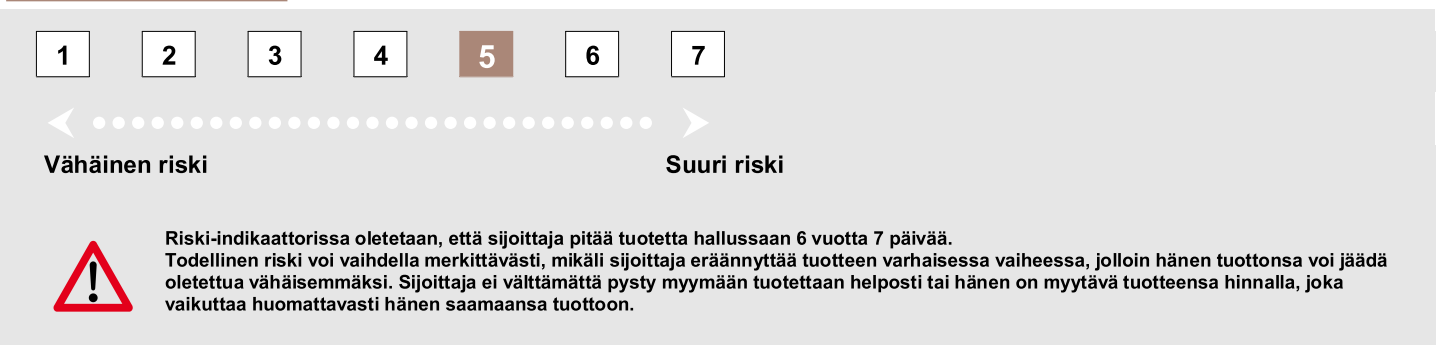 1 2 3 4 5 6 7
Vähäinen riski Suuri riski
Riski-indikaattorissa oletetaan, että sijoittaja pitää tuotetta hallussaan 6 vuotta 7 päivää.
Todellinen riski voi vaihdella merkittävästi, mikäli sijoittaja eräännyttää tuotteen varhaisessa vaiheessa, jolloin hänen tuottonsa voi jäädä
oletettua vähäisemmäksi. Sijoittaja ei välttämättä pysty myymään tuotettaan helposti tai hänen on myytävä tuotteensa hinnalla, joka
vaikuttaa huomattavasti hänen saamaansa tuottoon.